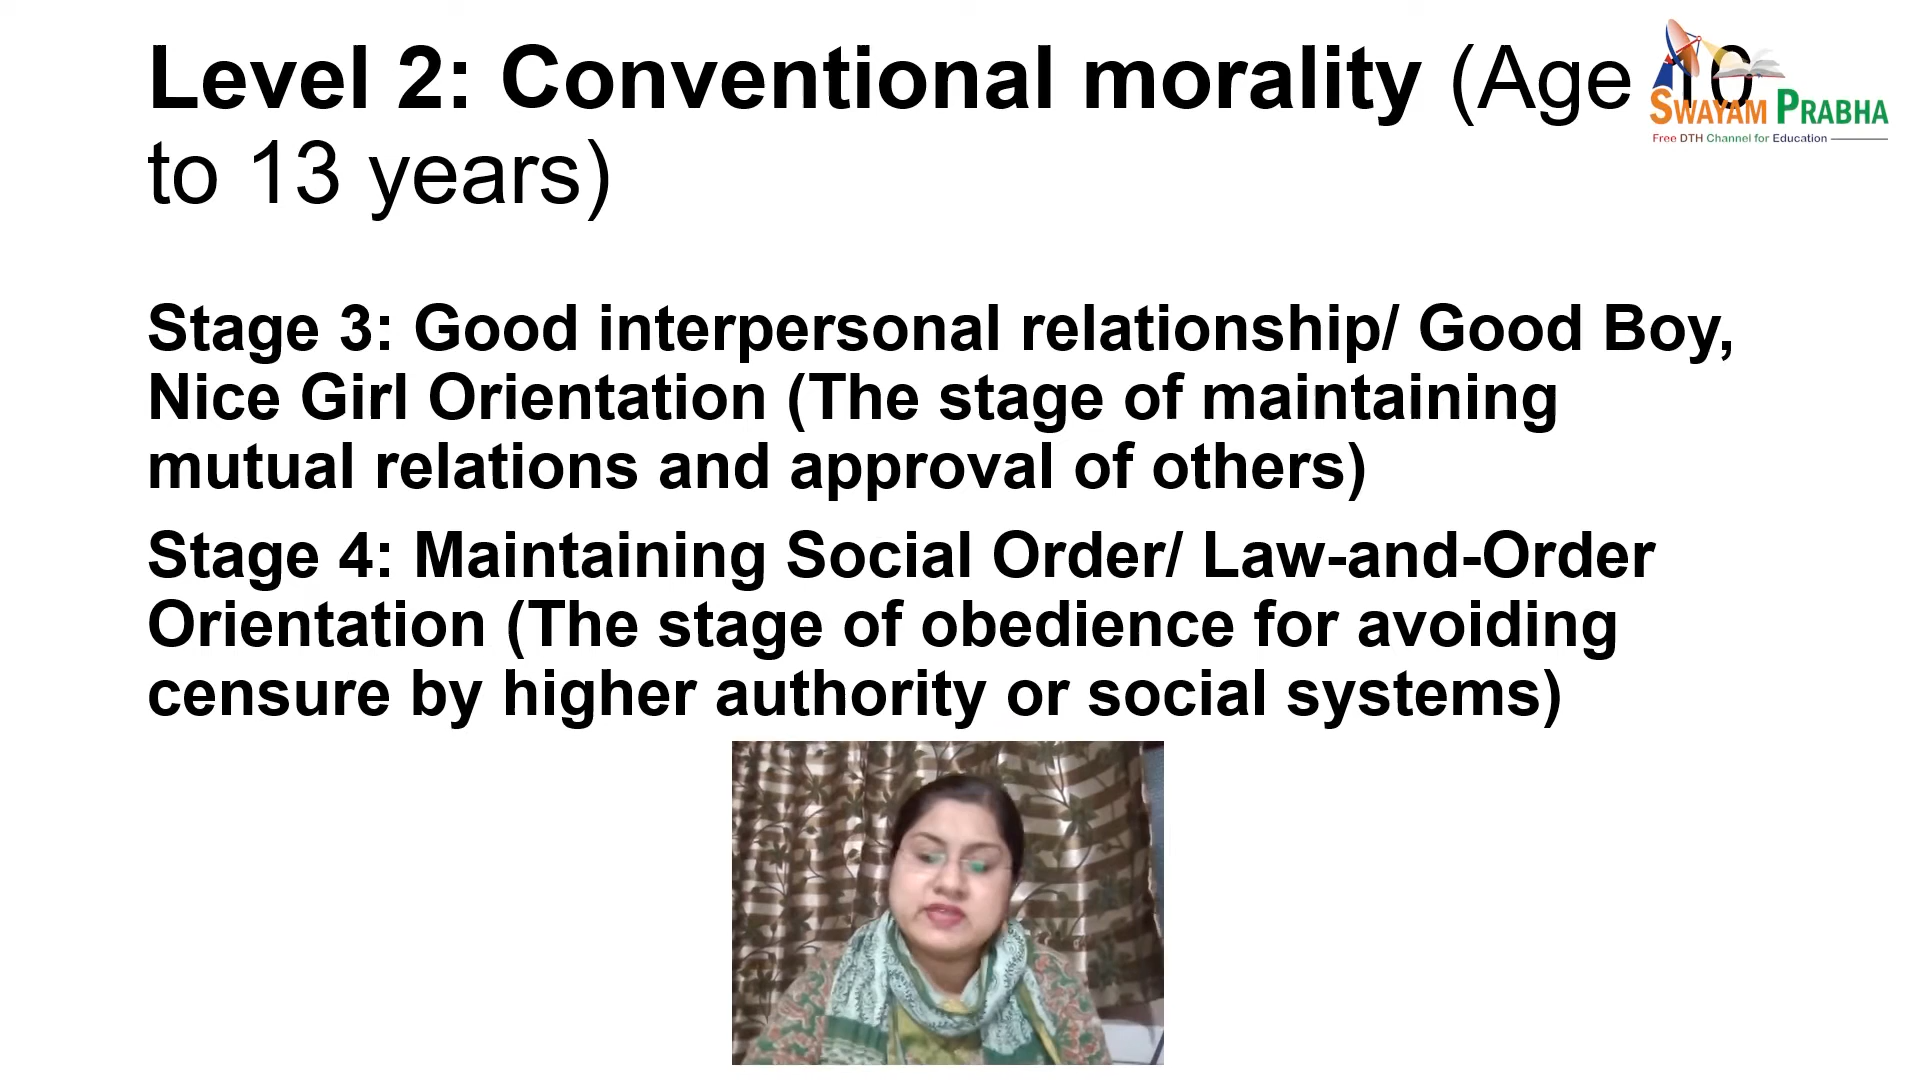 Level 2: Conventional morality (Age 10
to 13 years)
SWAYAM PRABHA
Free DTH Channel for Education
Stage 3: Good interpersonal relationship/ Good Boy,
Nice Girl Orientation (The stage of maintaining
mutual relations and approval of others)
Stage 4: Maintaining Social Order/ Law-and-Order
Orientation (The stage of obedience for avoiding
censure by higher authority or social systems)